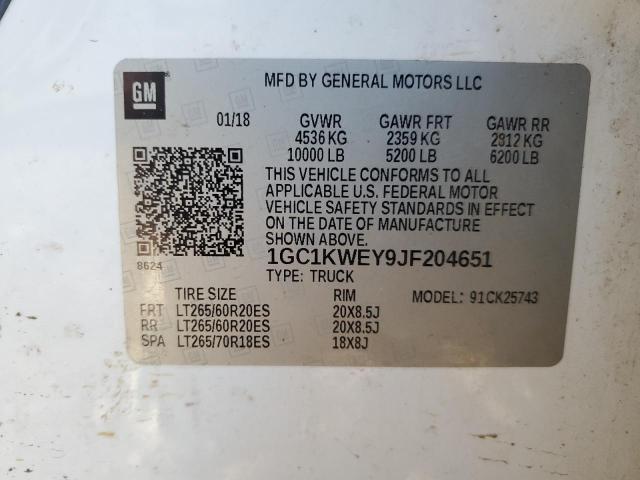 GM
MFD BY GENERAL MOTORS LLC
01/18 GVWR GAWR FRT GAWR RR
4536 KG 2359 KG 2812 KG
10000 LB 5200 LB 6200 LB
THIS VEHICLE CONFORMS TO ALL
APPLICABLE U.S. FEDERAL MOTOR
VEHICLE SAFETY STANDARDS IN EFFECT
ON THE DATE OF MANUFACTURE
SHOWN ABOVE.
8624 1GC1KWEY9JF204651
TYPE: TRUCK
TIRE SIZE RIM MODEL: 91CK25743
FRT LT265/60R20ES 20X8.5J
RR LT265/60R20ES 20X8.5J
SPA LT265/70R18ES 18X8J